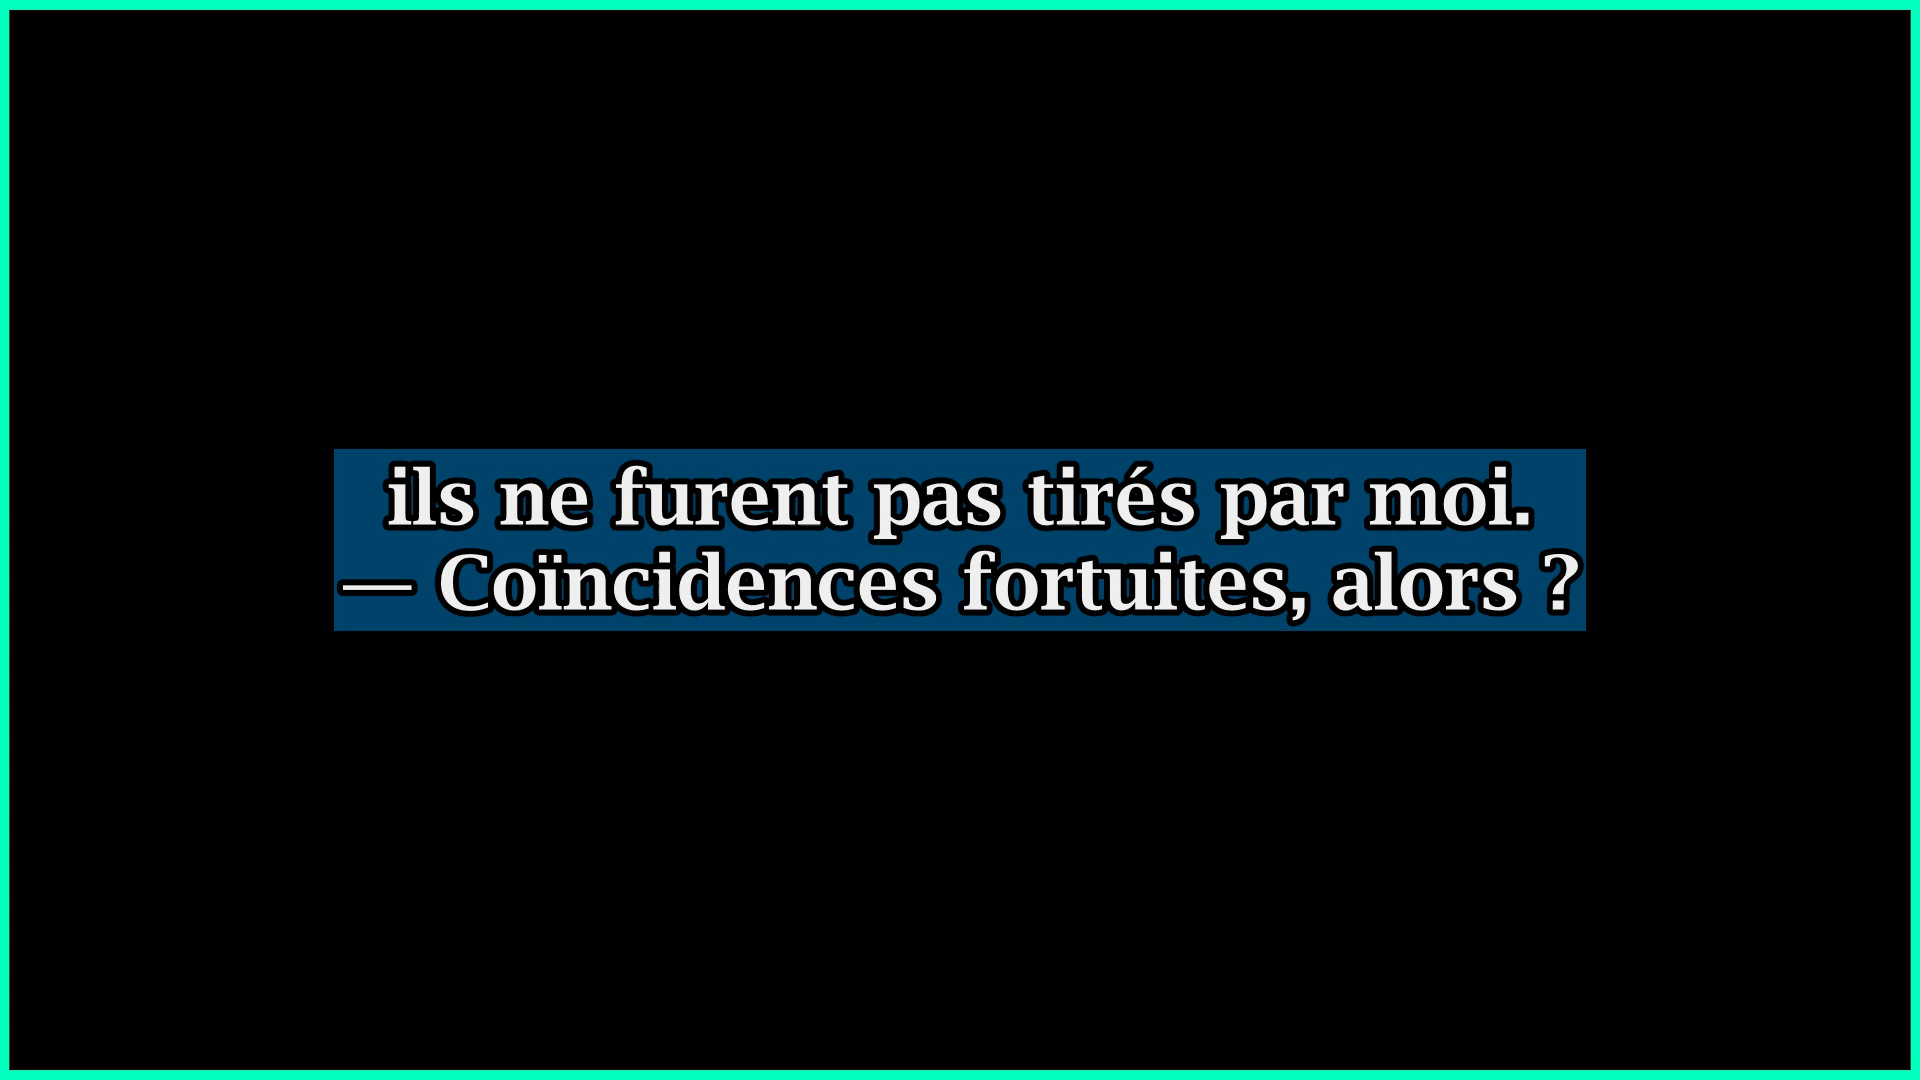 ils ne furent pas tirés par moi.
— Coïncidences fortuites, alors ?